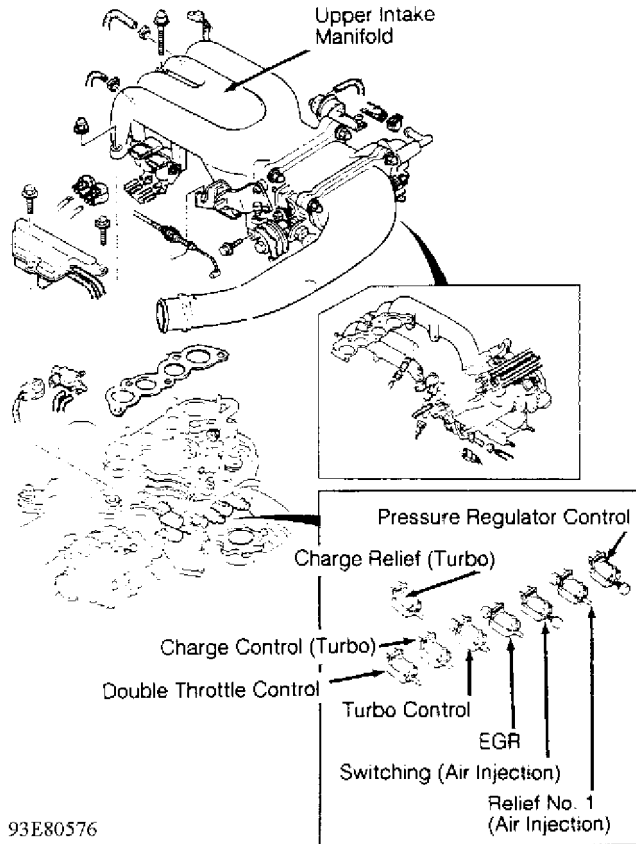 Upper Intake
Manifold
Pressure Regulator Control
Charge Relief (Turbo)
Charge Control (Turbo)
Double Throttle Control
Turbo Control
EGR
Switching (Air Injection)
Relief No. 1
(Air Injection)
93E80576